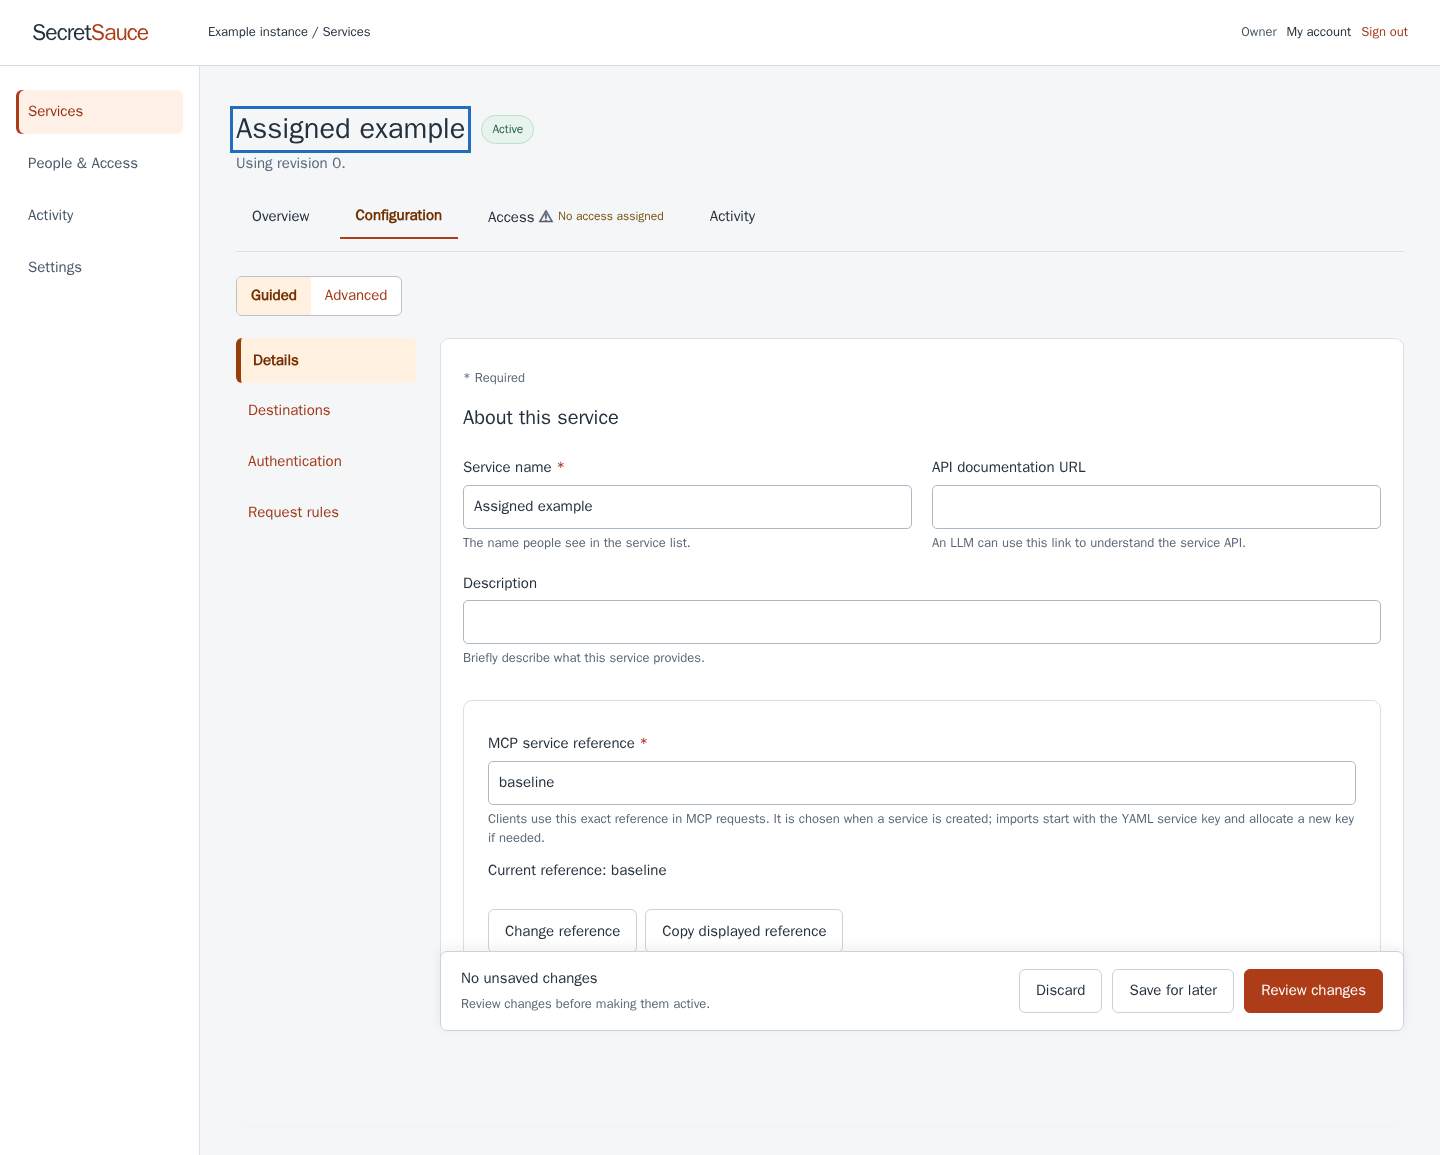 SecretSauce
Example instance / Services
Owner My account Sign out
Services
People & Access
Activity
Settings
Assigned example Active
Using revision 0.
Overview Configuration Access ⚠ No access assigned Activity
Guided Advanced
Details
Destinations
Authentication
Request rules
* Required
About this service
Service name *
Assigned example
The name people see in the service list.
API documentation URL
An LLM can use this link to understand the service API.
Description
Briefly describe what this service provides.
MCP service reference *
baseline
Clients use this exact reference in MCP requests. It is chosen when a service is created; imports start with the YAML service key and allocate a new key
if needed.
Current reference: baseline
Change reference Copy displayed reference
No unsaved changes
Review changes before making them active.
Discard Save for later Review changes